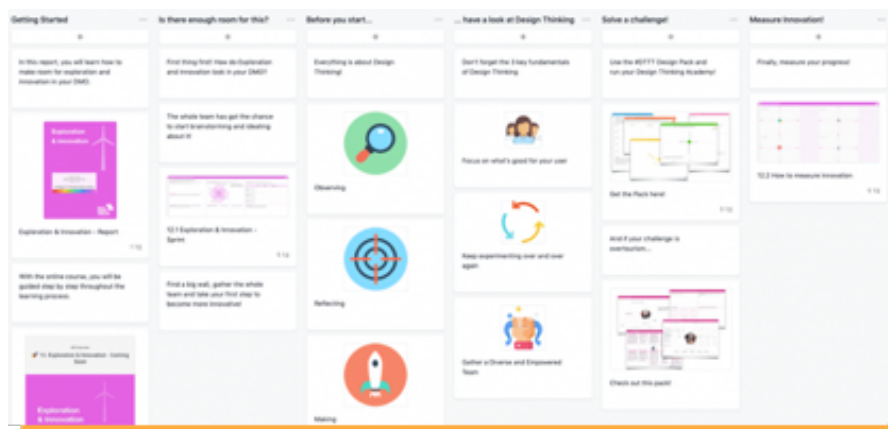 Getting Started
In this report, you will learn how to
make room for exploration and
innovation in your DMO.
Exploration
& Innovation
Exploration & Innovation - Report
With the online course, you will be
guided step by step throughout the
learning process.
Exploration & Innovation - Coming
Soon
Exploration
& Innovation
Is there enough room for this?
First thing first! How do Exploration
and innovation look in your DMO?
The whole team has got the chance
to start brainstorming and ideating
about it!
12.1 Exploration & Innovation -
Sprint
Find a big wall, gather the whole
team and take your first step to
become more innovative!
Before you start...
Everything is about Design
Thinking!
Observing
Reflecting
Making
... have a look at Design Thinking
Don't forget the 3 key fundamentals
of Design Thinking
Focus on what's good for your user
Keep experimenting over and over
again
Gather a Diverse and Empowered
Team
Solve a challenge!
Use the #DTTT Design Pack and
run your Design Thinking Academy!
Get the Pack here!
And if your challenge is
overtourism...
Check out this pack!
Measure Innovation!
Finally, measure your progress!
12.2 How to measure innovation